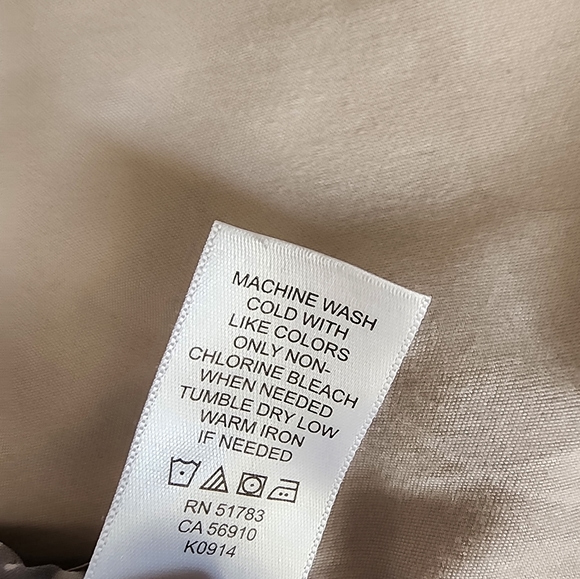 MACHINE WASH
COLD WITH
LIKE COLORS
ONLY NON-
CHLORINE BLEACH
WHEN NEEDED
TUMBLE DRY LOW
WARM IRON
IF NEEDED
RN 51783
CA 56910
K0914